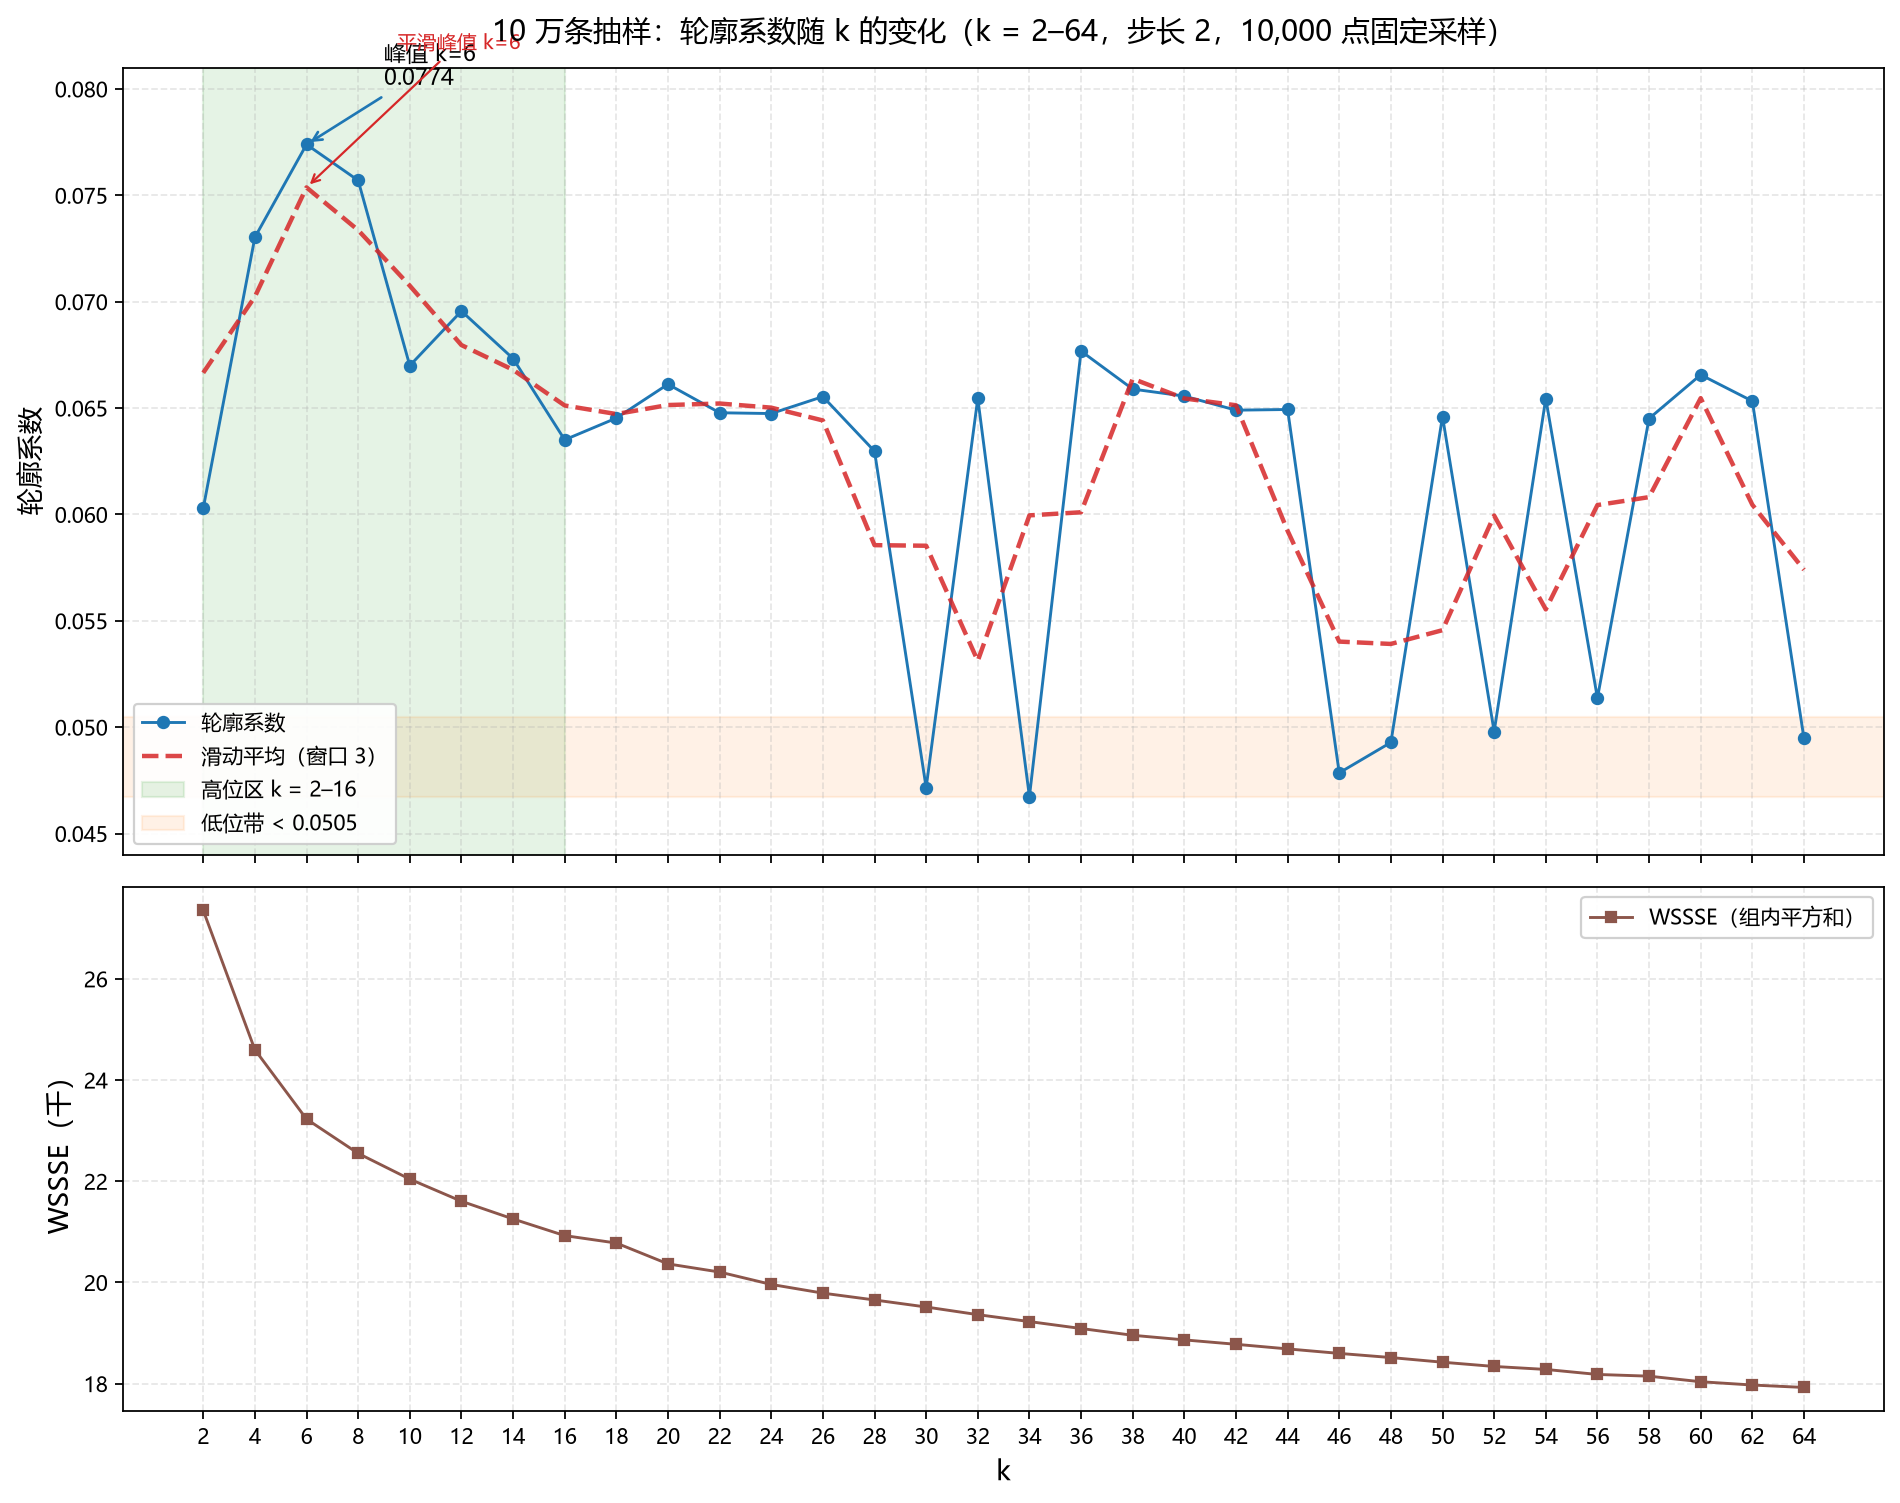 10 万条抽样：轮廓系数随 k 的变化（k = 2–64，步长 2，10,000 点固定采样）
平滑峰值 k=6
峰值 k=6
0.0774
0.080
0.075
0.070
0.065
0.060
0.055
0.050
0.045
轮廓系数
轮廓系数
滑动平均（窗口 3）
高位区 k = 2–16
低位带 < 0.0505
WSSSE（组内平方和）
26
24
22
20
18
WSSSE（千）
2 4 6 8 10 12 14 16 18 20 22 24 26 28 30 32 34 36 38 40 42 44 46 48 50 52 54 56 58 60 62 64
k